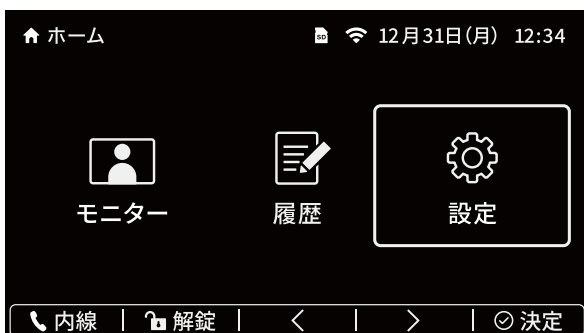 ホーム SD 12月31日(月) 12:34
モニター 履歴 設定
内線 解錠 < > 決定